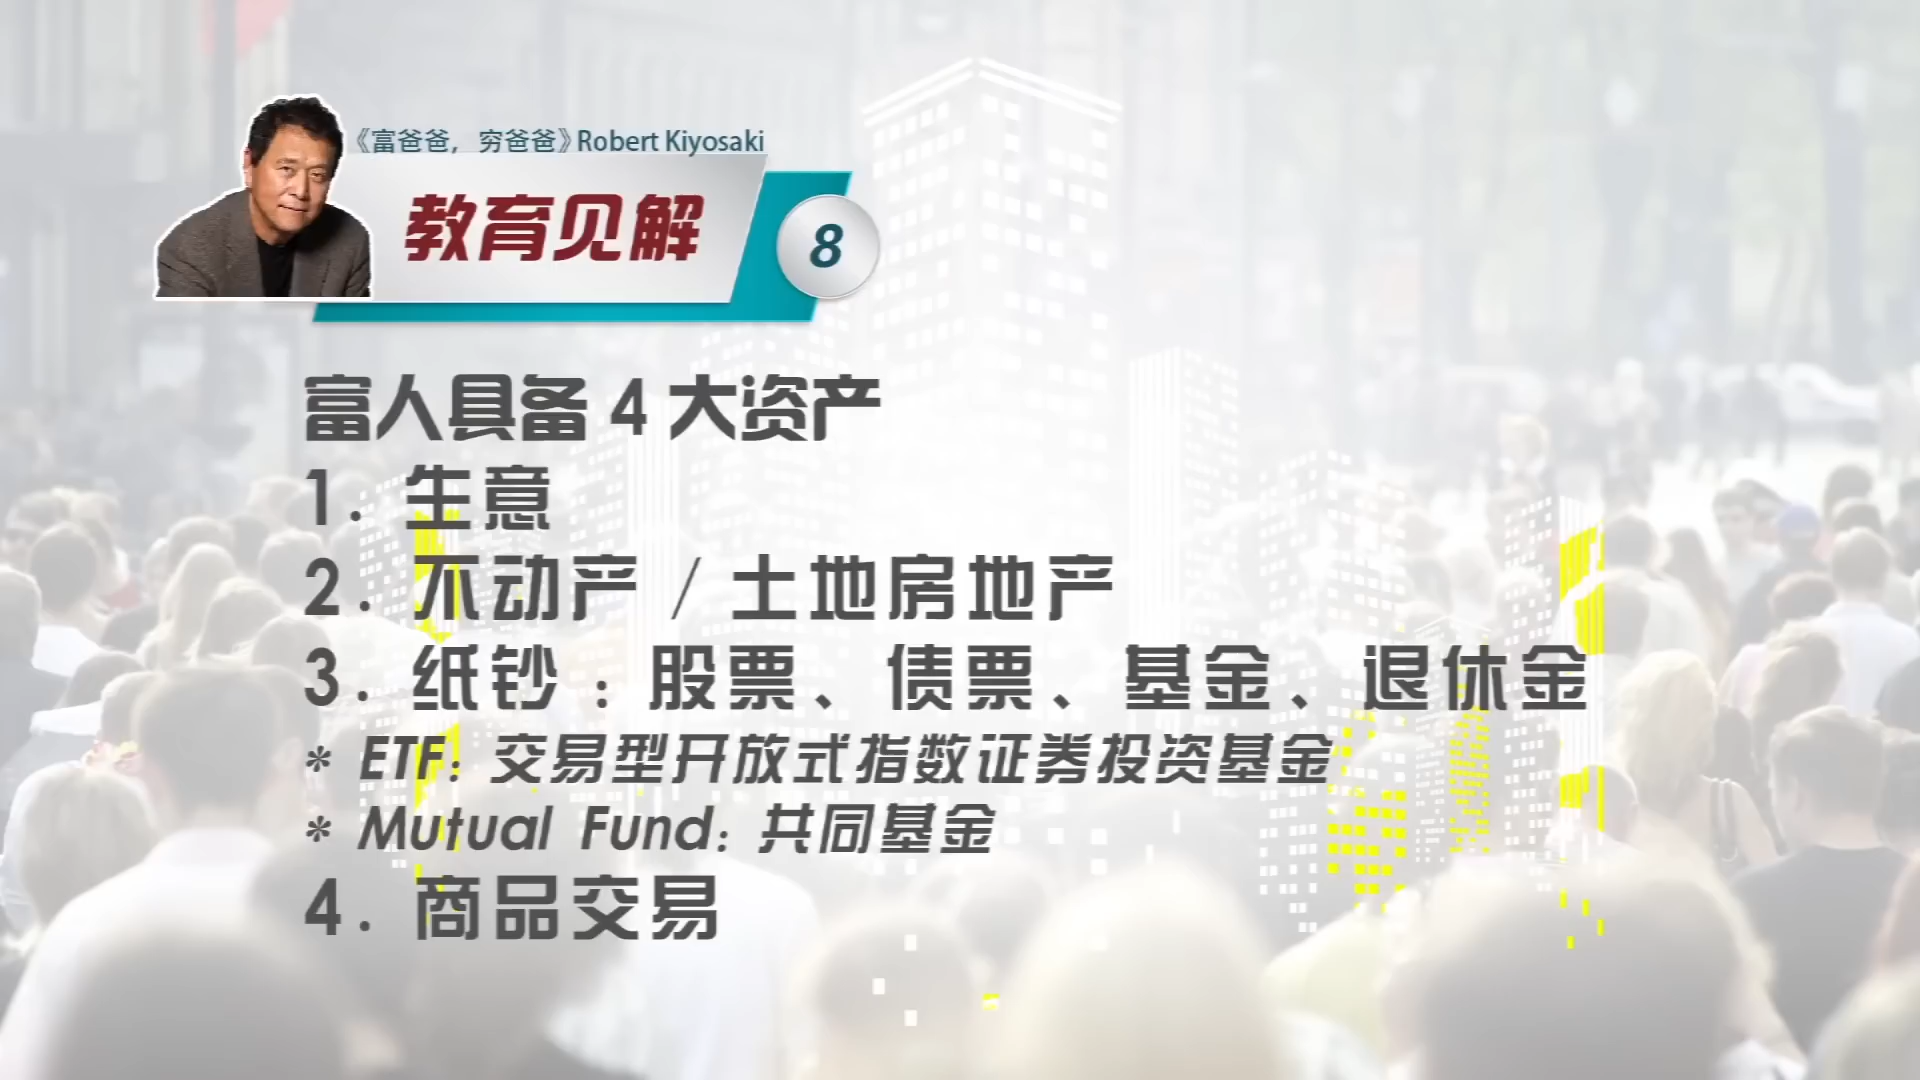 《富爸爸，穷爸爸》Robert Kiyosaki
教育见解
8
富人具备 4 大资产
1. 生意
2. 不动产 / 土地房地产
3. 纸钞：股票、债票、基金、退休金
* ETF: 交易型开放式指数证券投资基金
* Mutual Fund: 共同基金
4. 商品交易